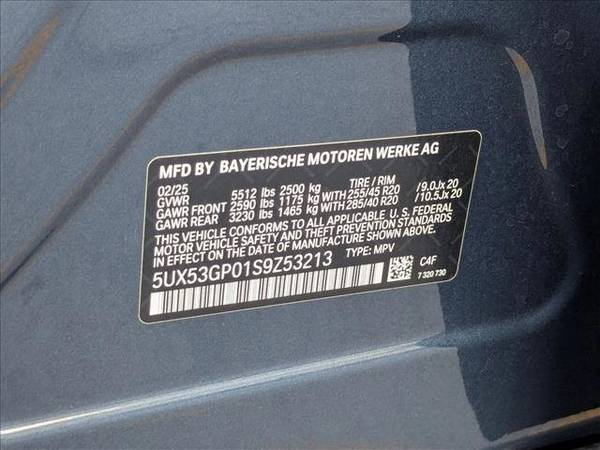 MFD BY BAYERISCHE MOTOREN WERKE AG
02/25 5512 lbs 2500 kg TIRE / RIM
GVWR
GAWR FRONT 2590 lbs 1175 kg 255/45 R20 / 9.0Jx 20
GAWR REAR 3230 lbs 1465 kg 285/40 R20 / 10.5Jx 20
THIS VEHICLE CONFORMS TO ALL APPLICABLE U. S. FEDERAL
MOTOR VEHICLE SAFETY, BUMPER, AND THEFT PREVENTION STANDARDS
IN EFFECT ON THE DATE OF MANUFACTURE SHOWN ABOVE.
5UX53GP01S9Z53213 TYPE: MPV
C4F
7 320 730